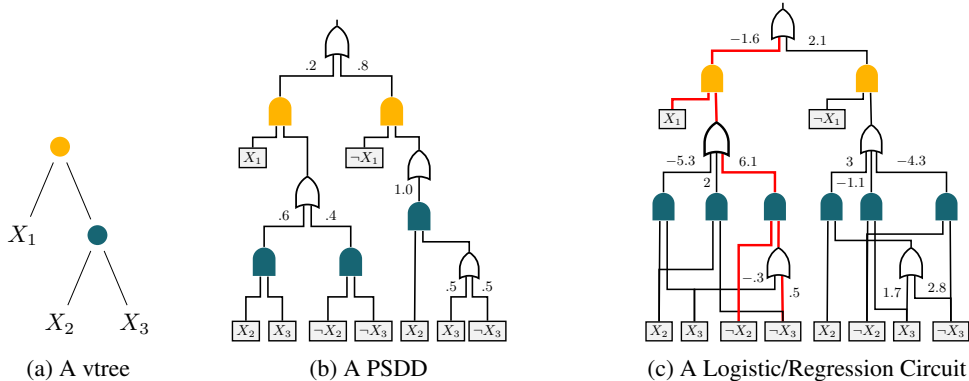 X₁
X₂ X₃
(a) A vtree
.2 .8
X₁ ¬X₁
1.0
.6 .4
.5 .5
X₂ X₃ ¬X₂ ¬X₃ X₂ X₃ ¬X₃
(b) A PSDD
−1.6 2.1
X₁ ¬X₁
−5.3 2 6.1 3 −1.1 −4.3
−.3 .5 1.7 2.8
X₂ X₃ ¬X₂ ¬X₃ X₂ ¬X₂ X₃ ¬X₃
(c) A Logistic/Regression Circuit